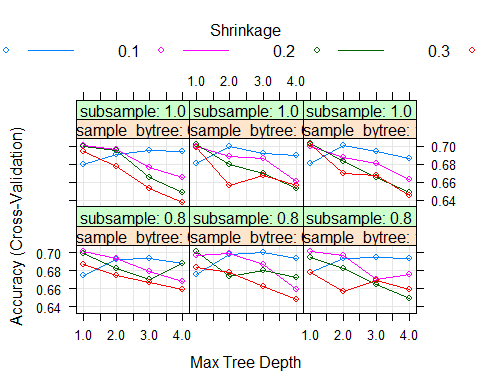 Shrinkage
0.1 0.2 0.3
1.0 2.0 3.0 4.0
subsample: 1.0 subsample: 1.0 subsample: 1.0
sample_bytree: sample_bytree: sample_bytree:
0.70
0.68
0.66
0.64
subsample: 0.8 subsample: 0.8 subsample: 0.8
sample_bytree: sample_bytree: sample_bytree:
0.70
0.68
0.66
0.64
1.0 2.0 3.0 4.0 1.0 2.0 3.0 4.0
Accuracy (Cross-Validation)
Max Tree Depth